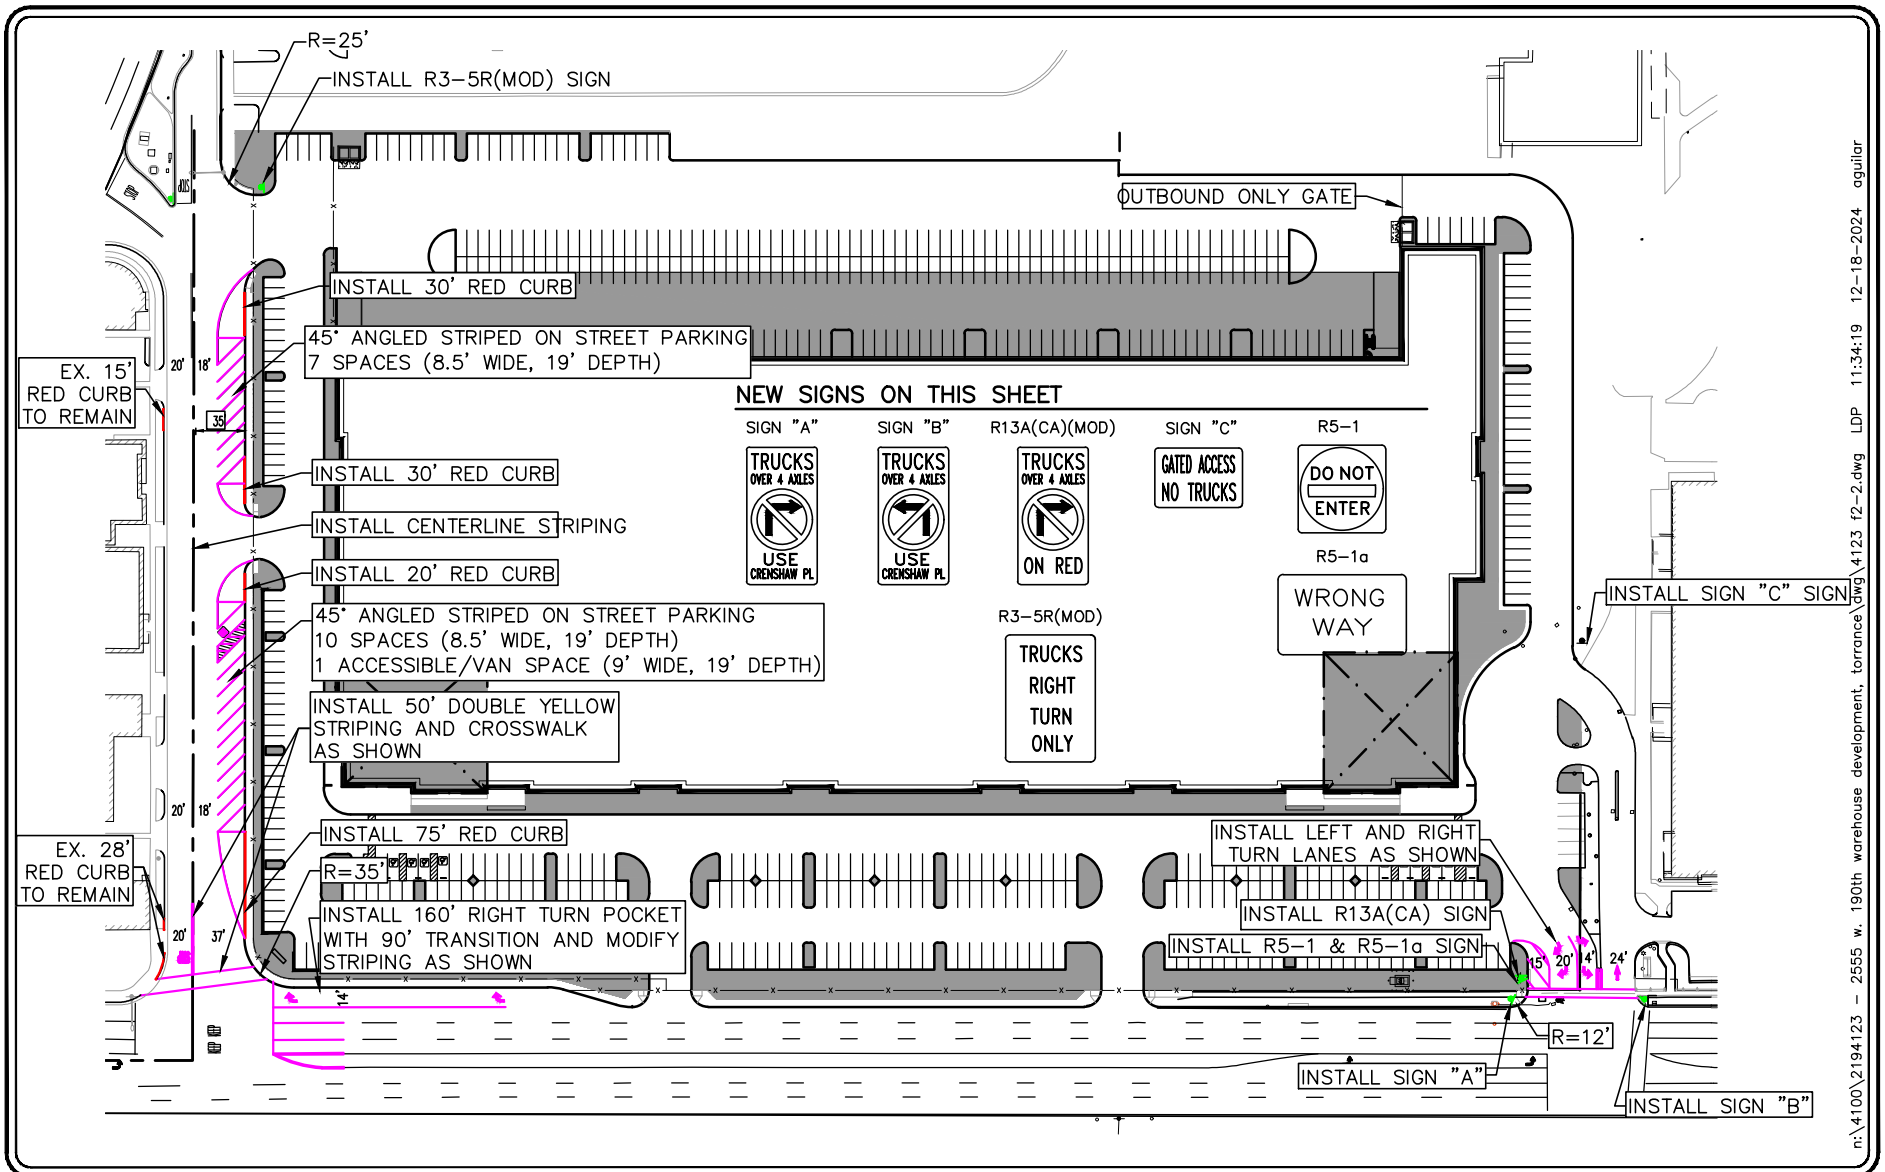 R=25'
INSTALL R3-5R(MOD) SIGN
STOP
OUTBOUND ONLY GATE
INSTALL 30' RED CURB
45° ANGLED STRIPED ON STREET PARKING
7 SPACES (8.5' WIDE, 19' DEPTH)
EX. 15'
RED CURB
TO REMAIN
20' 18'
35
NEW SIGNS ON THIS SHEET
SIGN "A"
TRUCKS
OVER 4 AXLES
USE
CRENSHAW PL
SIGN "B"
TRUCKS
OVER 4 AXLES
USE
CRENSHAW PL
R13A(CA)(MOD)
TRUCKS
OVER 4 AXLES
ON RED
SIGN "C"
GATED ACCESS
NO TRUCKS
R5-1
DO NOT
ENTER
R5-1a
WRONG
WAY
R3-5R(MOD)
TRUCKS
RIGHT
TURN
ONLY
INSTALL 30' RED CURB
INSTALL CENTERLINE STRIPING
INSTALL 20' RED CURB
45° ANGLED STRIPED ON STREET PARKING
10 SPACES (8.5' WIDE, 19' DEPTH)
1 ACCESSIBLE/VAN SPACE (9' WIDE, 19' DEPTH)
INSTALL SIGN "C" SIGN
INSTALL 50' DOUBLE YELLOW
STRIPING AND CROSSWALK
AS SHOWN
20' 18'
INSTALL 75' RED CURB
EX. 28'
RED CURB
TO REMAIN
R=35'
20' 37'
INSTALL 160' RIGHT TURN POCKET
WITH 90' TRANSITION AND MODIFY
STRIPING AS SHOWN
14'
INSTALL LEFT AND RIGHT
TURN LANES AS SHOWN
INSTALL R13A(CA) SIGN
INSTALL R5-1 & R5-1a SIGN
15' 20' 14' 24'
R=12'
INSTALL SIGN "A"
INSTALL SIGN "B"
n:\4100\2194123 - 2555 w. 190th warehouse development, torrance\dwg\4123 f2-2.dwg LDP 11:34:19 12-18-2024 aguilar